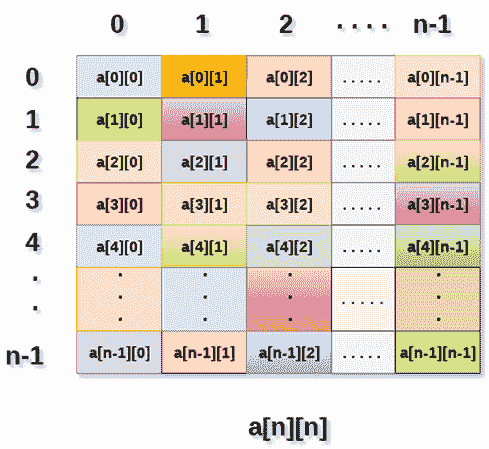 0 1 2 .... n-1
0 a[0][0] a[0][1] a[0][2] ..... a[0][n-1]
1 a[1][0] a[1][1] a[1][2] ..... a[1][n-1]
2 a[2][0] a[2][1] a[2][2] ..... a[2][n-1]
3 a[3][0] a[3][1] a[3][2] ..... a[3][n-1]
4 a[4][0] a[4][1] a[4][2] ..... a[4][n-1]
. . . . .
. . . . ..... .
. . . .
n-1 a[n-1][0] a[n-1][1] a[n-1][2] ..... a[n-1][n-1]
a[n][n]